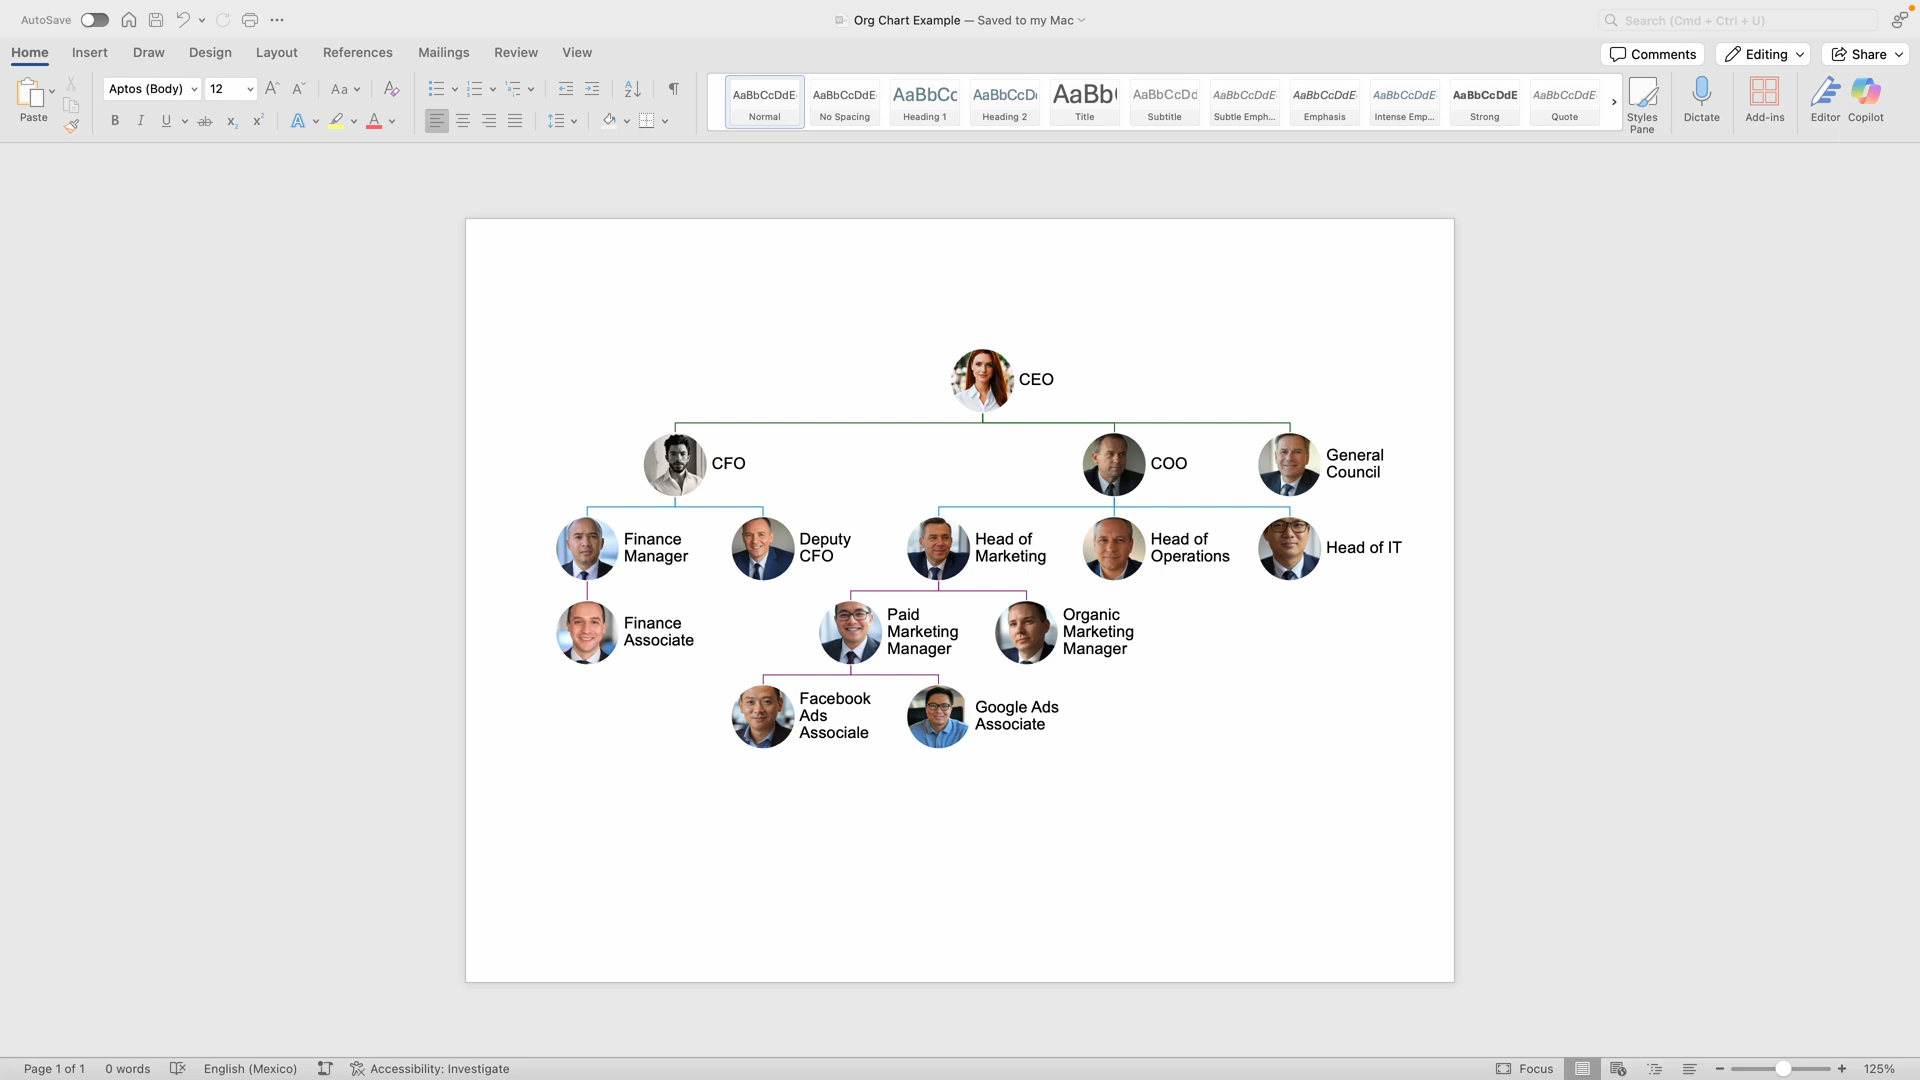 AutoSave
Org Chart Example — Saved to my Mac
Search (Cmd + Ctrl + U)
Home Insert Draw Design Layout References Mailings Review View
Comments Editing Share
Paste
Aptos (Body) 12
Aa
B I U ab x₂ x² A A
AaBbCcDdE AaBbCcDdE AaBbCc AaBbCcD AaBb AaBbCcDd AaBbCcDdE AaBbCcDdE AaBbCcDdE AaBbCcDdE AaBbCcDdE
Normal No Spacing Heading 1 Heading 2 Title Subtitle Subtle Emph... Emphasis Intense Emp... Strong Quote
Styles
Pane
Dictate Add-ins Editor Copilot
CEO
CFO
COO
General
Council
Finance
Manager
Deputy
CFO
Head of
Marketing
Head of
Operations
Head of IT
Finance
Associate
Paid
Marketing
Manager
Organic
Marketing
Manager
Facebook
Ads
Associale
Google Ads
Associate
Page 1 of 1 0 words English (Mexico) Accessibility: Investigate Focus 125%